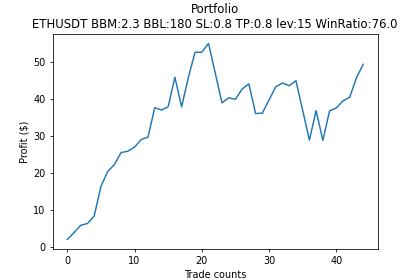 Portfolio
ETHUSDT BBM:2.3 BBL:180 SL:0.8 TP:0.8 lev:15 WinRatio:76.0
50
40
30
20
10
0
Profit ($)
0 10 20 30 40
Trade counts